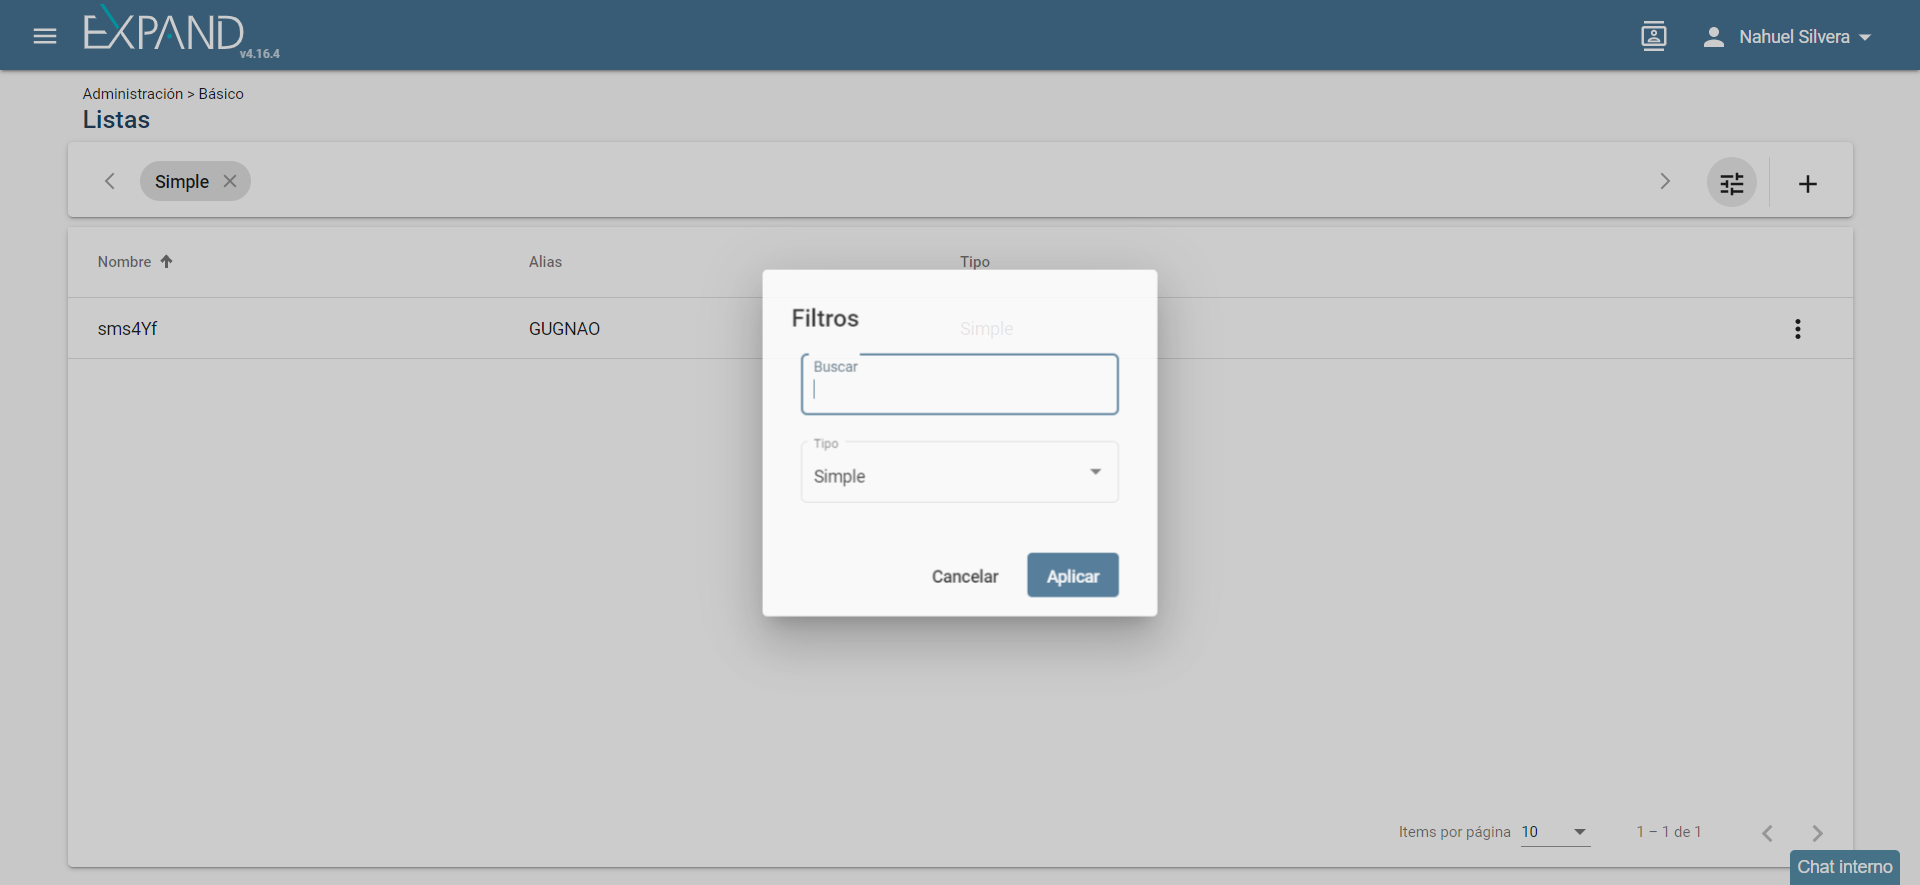 EXPAND
v4.16.4
Nahuel Silvera
Administración > Básico
Listas
Simple
Nombre Alias Tipo
sms4Yf GUGNAO Simple
Filtros
Buscar
Tipo
Simple
Cancelar Aplicar
Items por página 10 1 – 1 de 1
Chat interno